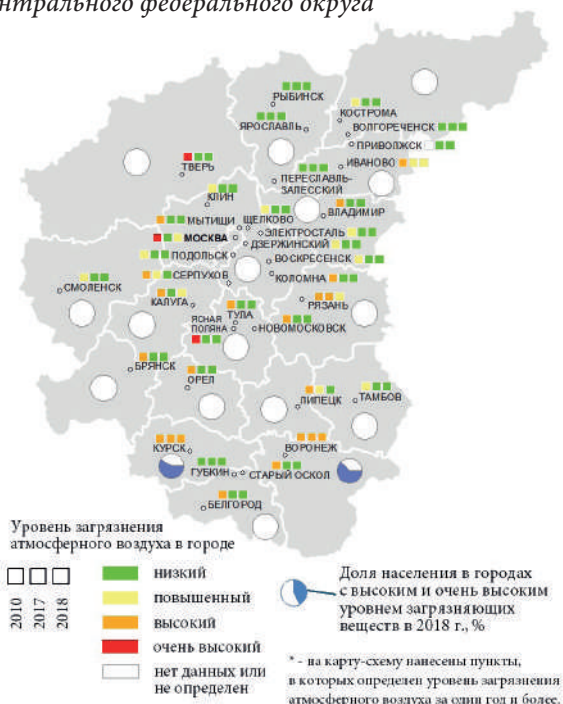 нтрального федерального округа
РЫБИНСК
КОСТРОМА
ЯРОСЛАВЛЬ
ВОЛГОРЕЧЕНСК
ПРИВОЛЖСК
ИВАНОВО
ТВЕРЬ
ПЕРЕСЛАВЛЬ-
ЗАЛЕССКИЙ
КЛИН
ВЛАДИМИР
МЫТИЩИ
ЩЕЛКОВО
ЭЛЕКТРОСТАЛЬ
МОСКВА
ДЗЕРЖИНСКИЙ
ПОДОЛЬСК
ВОСКРЕСЕНСК
СЕРПУХОВ
КОЛОМНА
СМОЛЕНСК
КАЛУГА
РЯЗАНЬ
ЯСНАЯ
ПОЛЯНА
ТУЛА
НОВОМОСКОВСК
БРЯНСК
ОРЕЛ
ЛИПЕЦК
ТАМБОВ
КУРСК
ВОРОНЕЖ
ГУБКИН
СТАРЫЙ ОСКОЛ
БЕЛГОРОД
Уровень загрязнения
атмосферного воздуха в городе
2010
2017
2018
низкий
повышенный
высокий
очень высокий
нет данных или
не определен
Доля населения в городах
с высоким и очень высоким
уровнем загрязняющих
веществ в 2018 г., %
* - на карту-схему нанесены пункты,
в которых определен уровень загрязнения
атмосферного воздуха за один год и более.